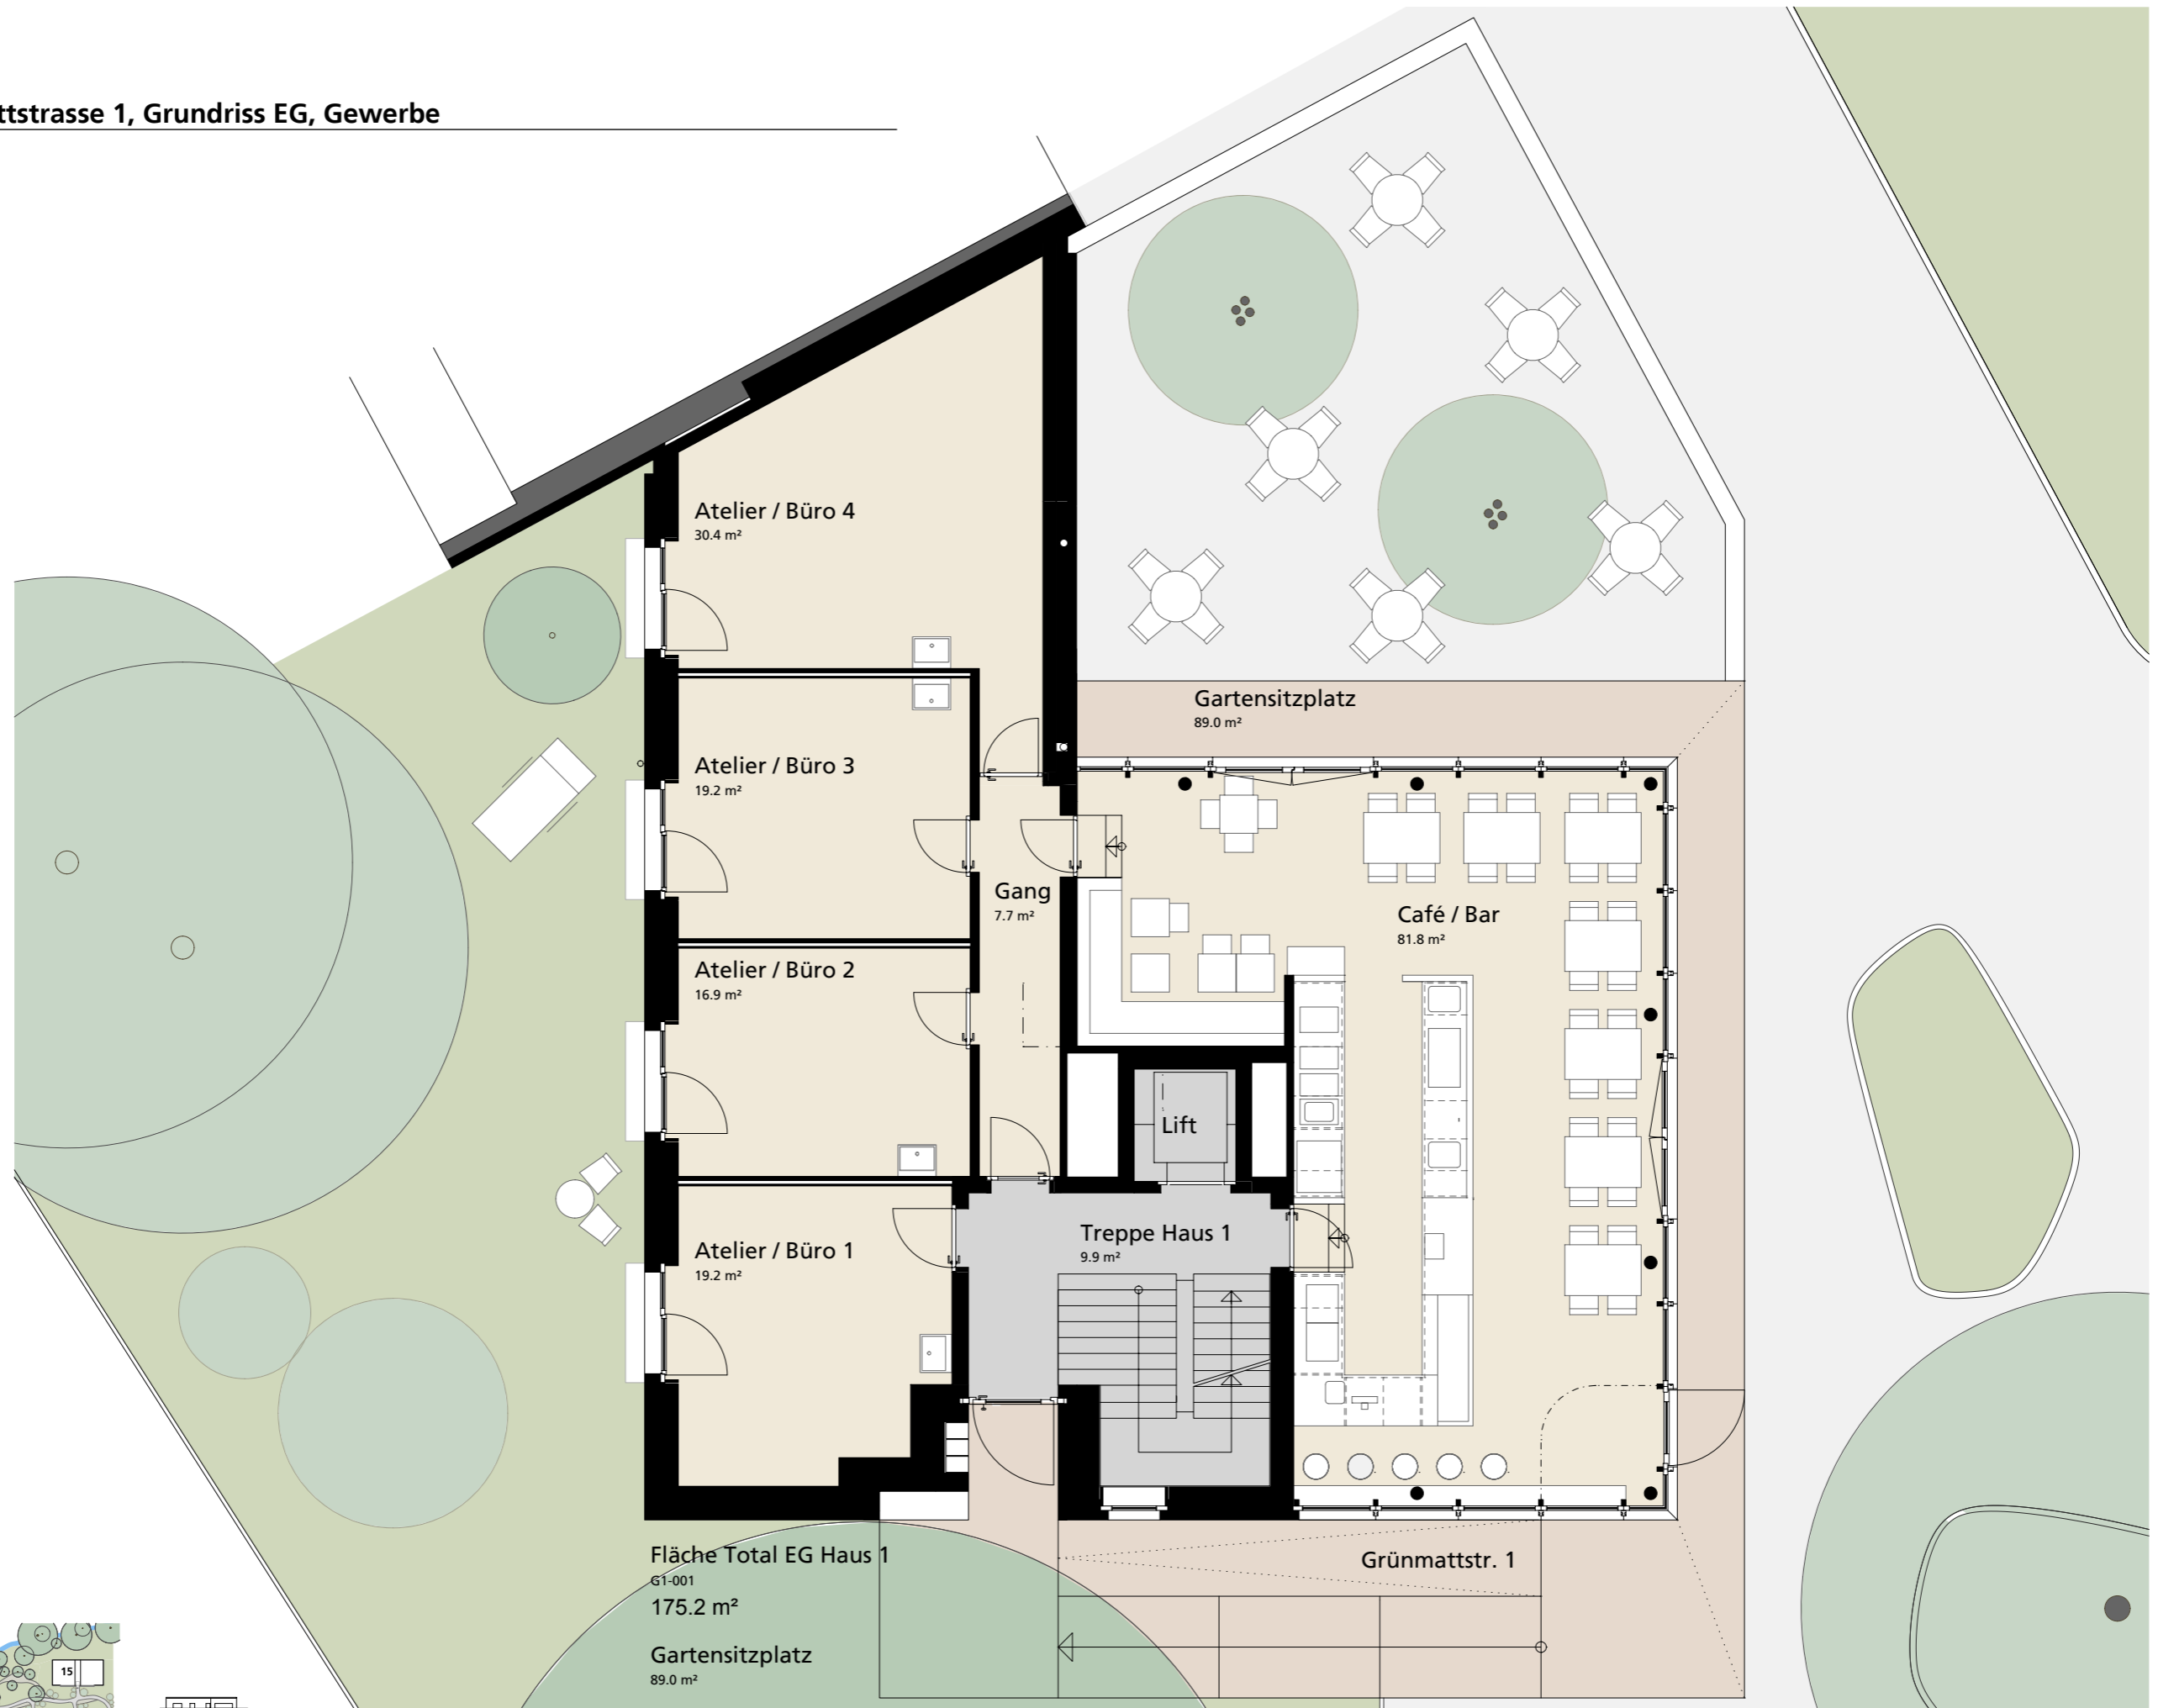 ttstrasse 1, Grundriss EG, Gewerbe
Atelier / Büro 4
30.4 m²
Gartensitzplatz
89.0 m²
Atelier / Büro 3
19.2 m²
Gang
7.7 m²
Café / Bar
81.8 m²
Atelier / Büro 2
16.9 m²
Lift
Treppe Haus 1
9.9 m²
Atelier / Büro 1
19.2 m²
Fläche Total EG Haus 1
G1-001
175.2 m²
Grünmattstr. 1
Gartensitzplatz
89.0 m²
15